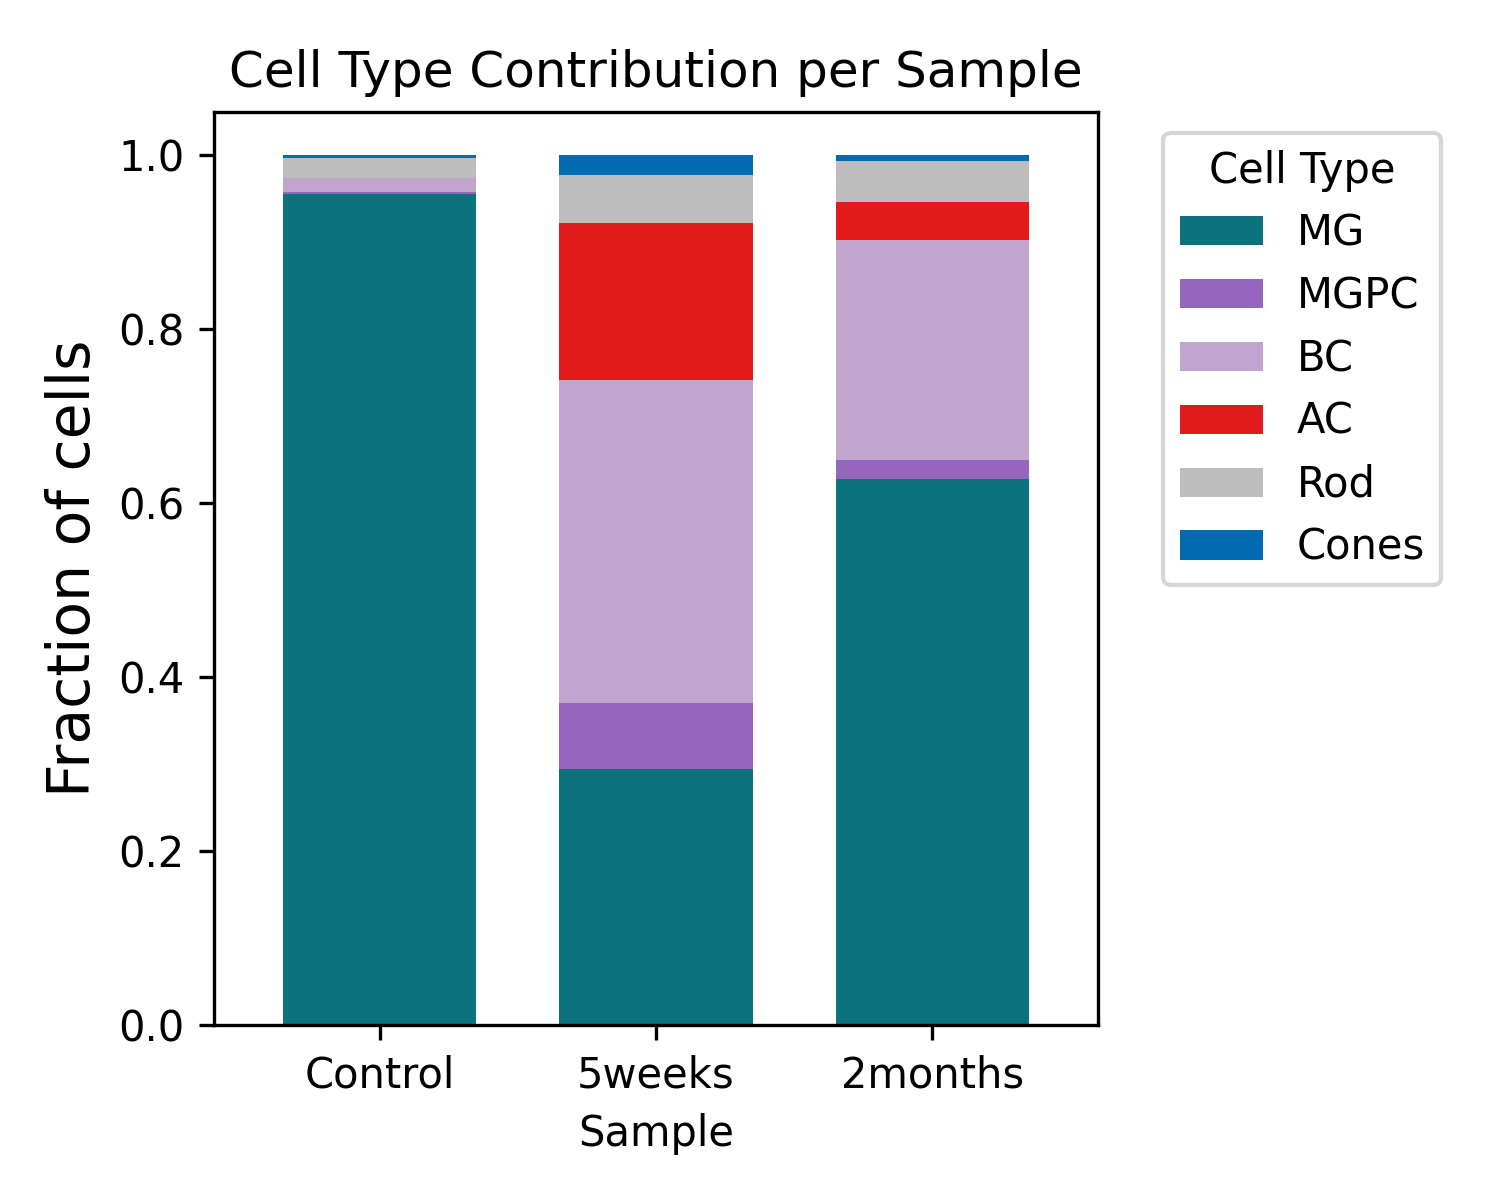 Cell Type Contribution per Sample
Fraction of cells
1.0
0.8
0.6
0.4
0.2
0.0
Control
5weeks
2months
Sample
Cell Type
MG
MGPC
BC
AC
Rod
Cones